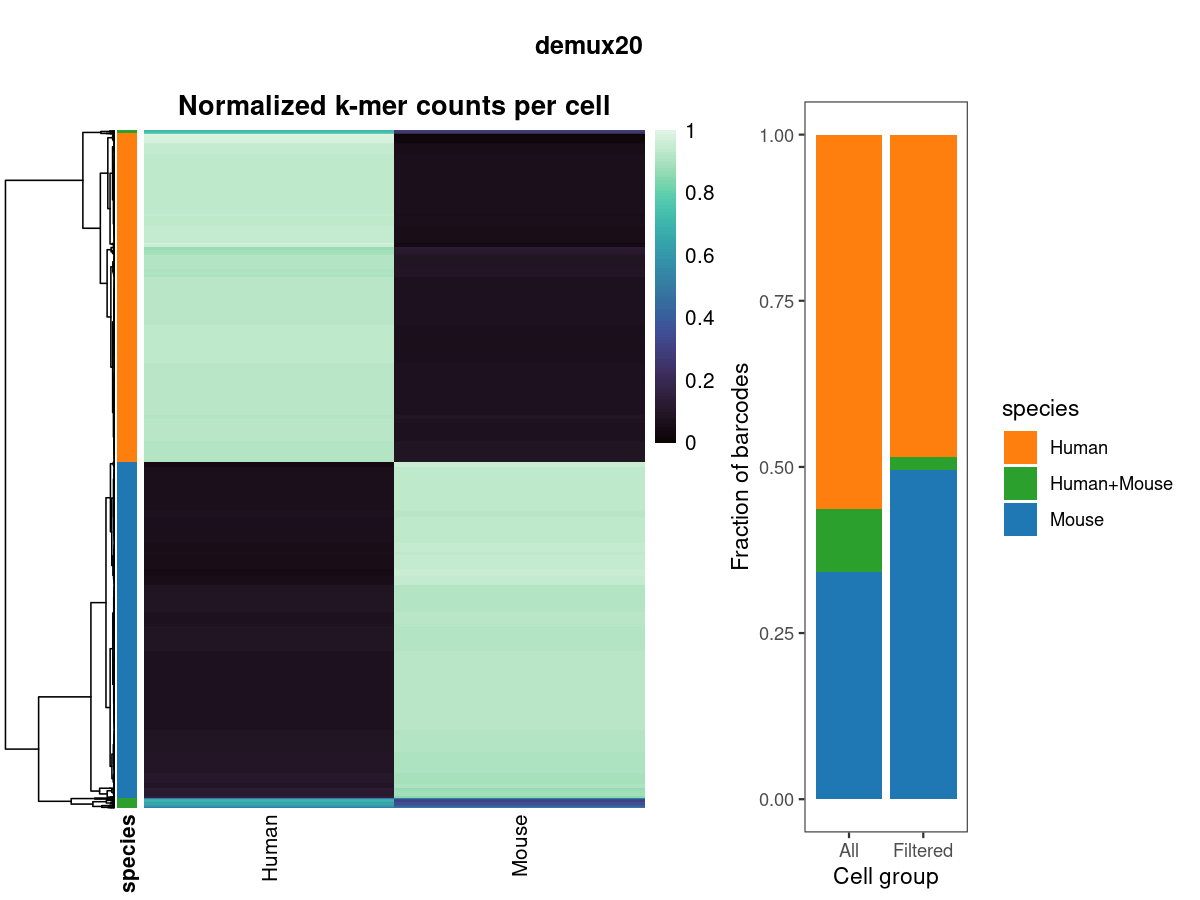 demux20
Normalized k-mer counts per cell
1
0.8
0.6
0.4
0.2
0
species
Human
Mouse
Fraction of barcodes
1.00
0.75
0.50
0.25
0.00
All
Filtered
Cell group
species
Human
Human+Mouse
Mouse